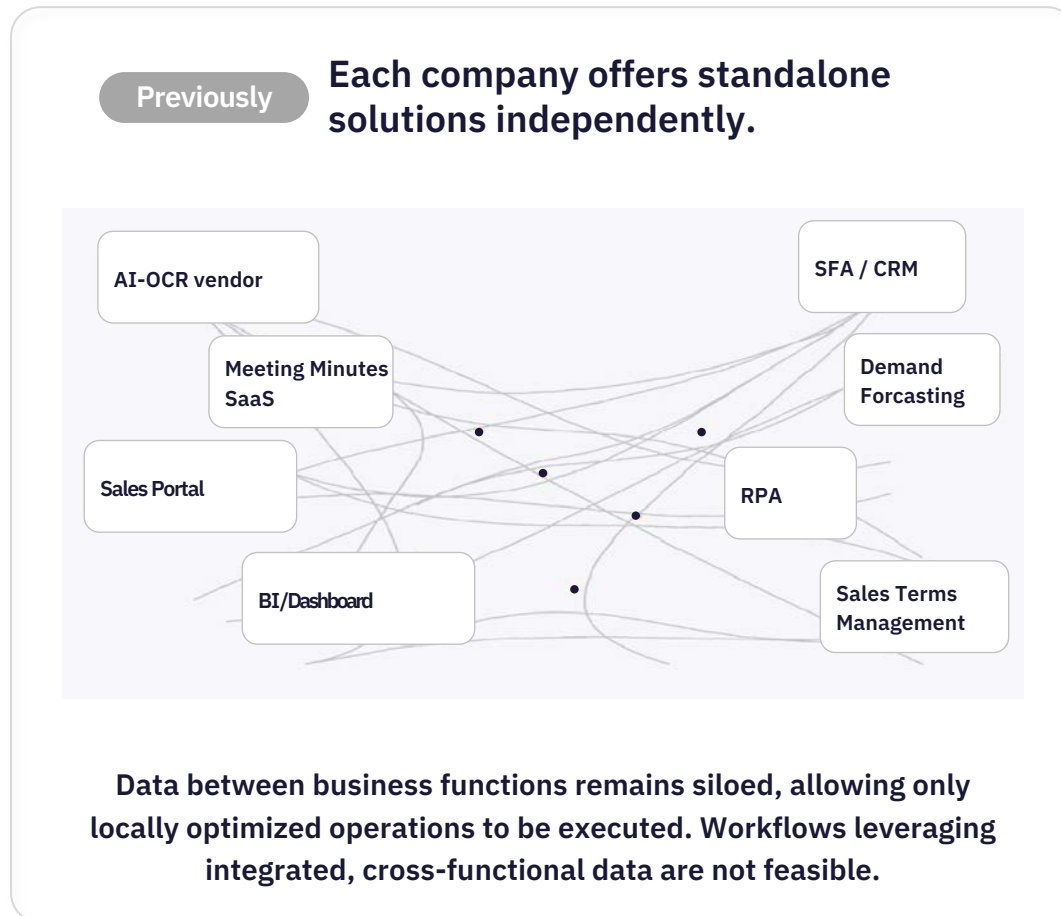 Previously
Each company offers standalone
solutions independently.
AI-OCR vendor
SFA / CRM
Meeting Minutes
SaaS
Demand
Forcasting
Sales Portal
RPA
BI/Dashboard
Sales Terms
Management
Data between business functions remains siloed, allowing only
locally optimized operations to be executed. Workflows leveraging
integrated, cross-functional data are not feasible.